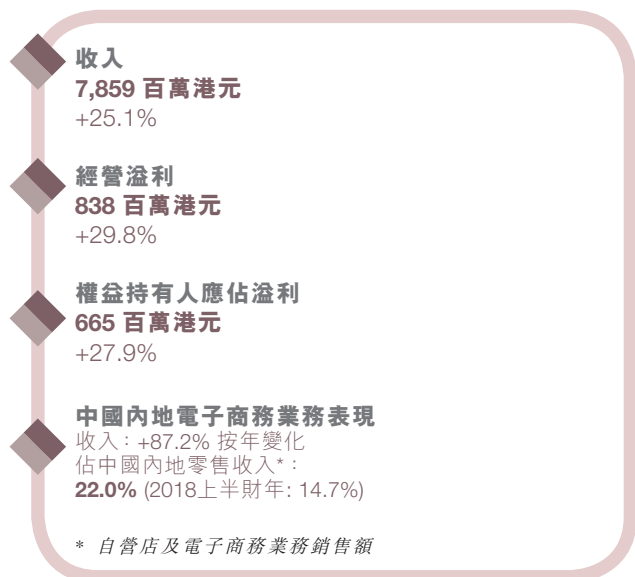 收入
7,859 百萬港元
+25.1%
經營溢利
838 百萬港元
+29.8%
權益持有人應佔溢利
665 百萬港元
+27.9%
中國內地電子商務業務表現
收入：+87.2% 按年變化
佔中國內地零售收入*：
22.0% (2018上半財年: 14.7%)
* 自營店及電子商務業務銷售額